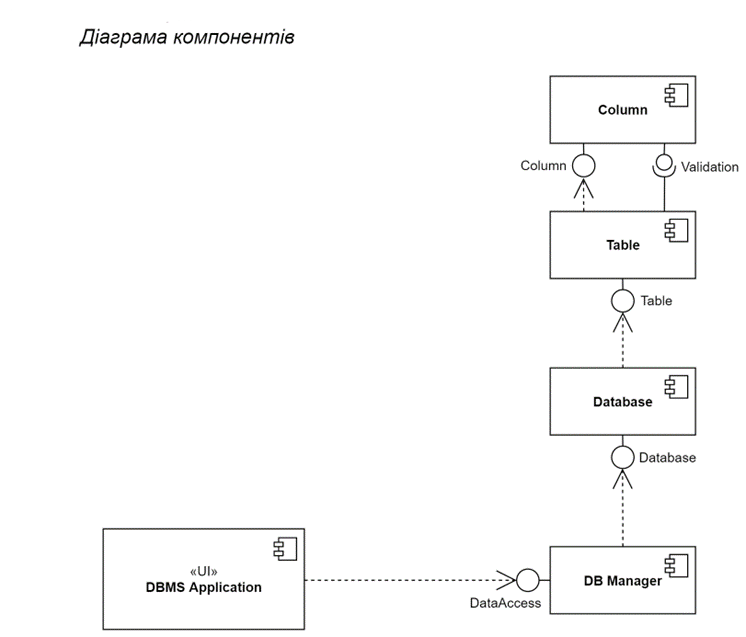 Діаграма компонентів
Column
Column
Validation
Table
Table
Database
Database
«UI»
DBMS Application
DataAccess
DB Manager